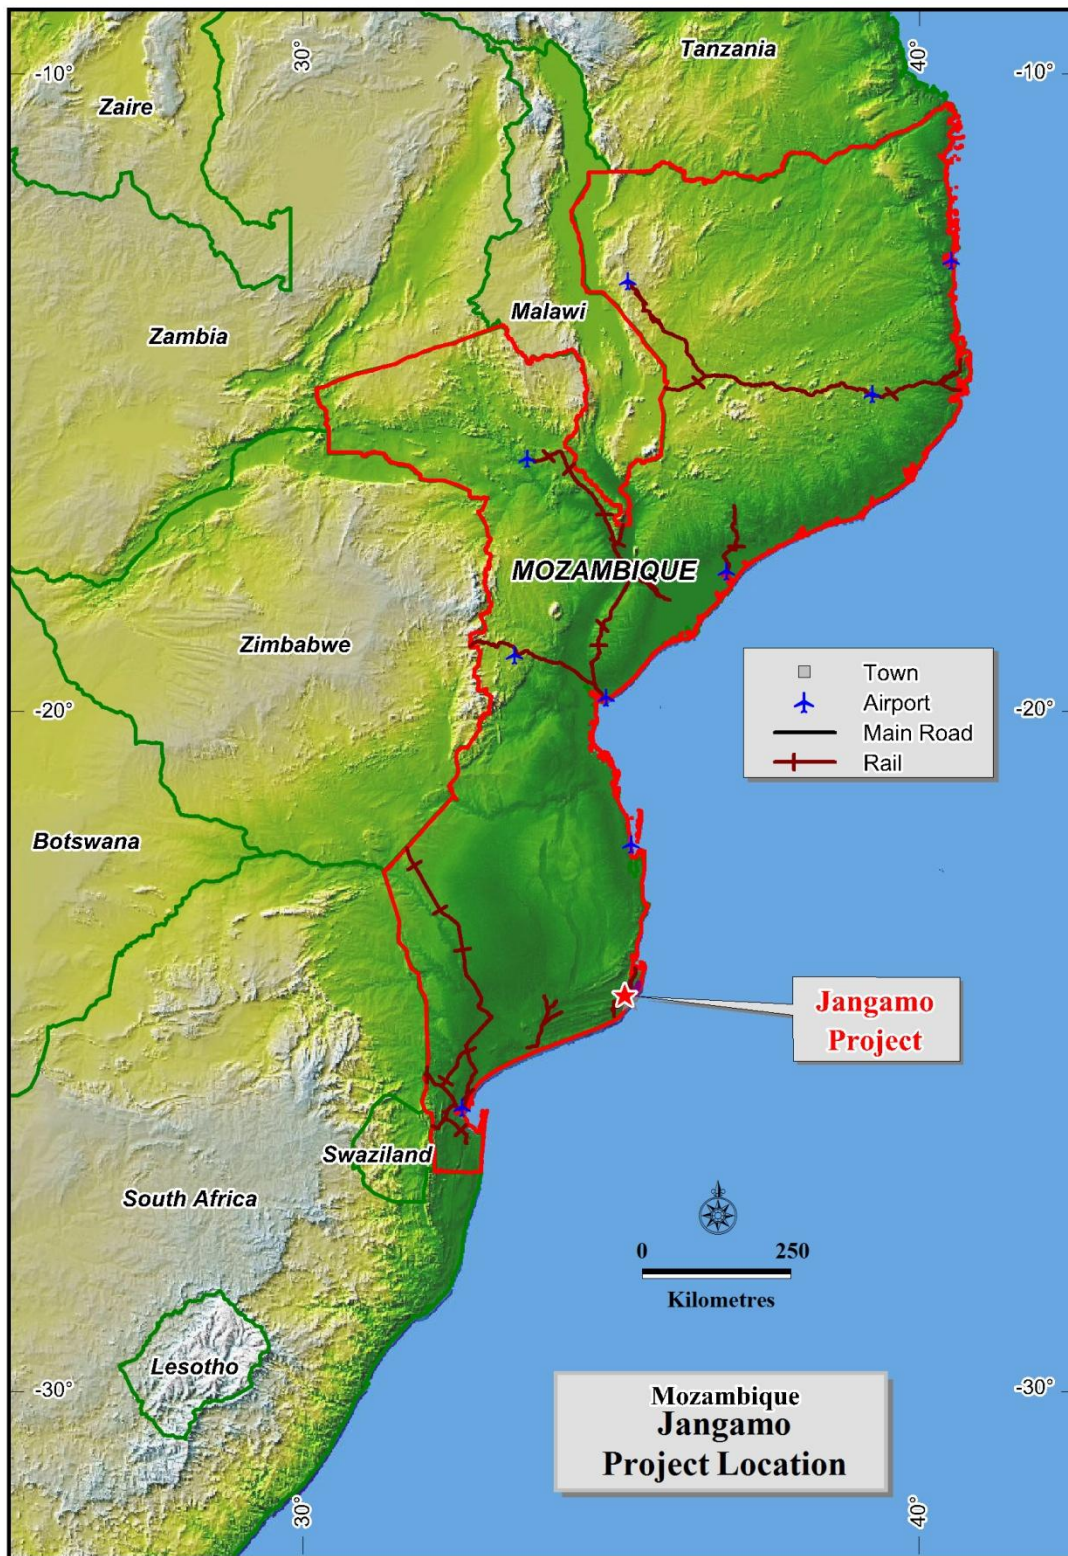 30°
40°
Tanzania
-10°
-10°
Zaire
Malawi
Zambia
MOZAMBIQUE
Zimbabwe
Town
Airport
Main Road
Rail
-20°
-20°
Botswana
Jangamo
Project
Swaziland
South Africa
0 250
Kilometres
Lesotho
-30°
-30°
Mozambique
Jangamo
Project Location
30°
40°